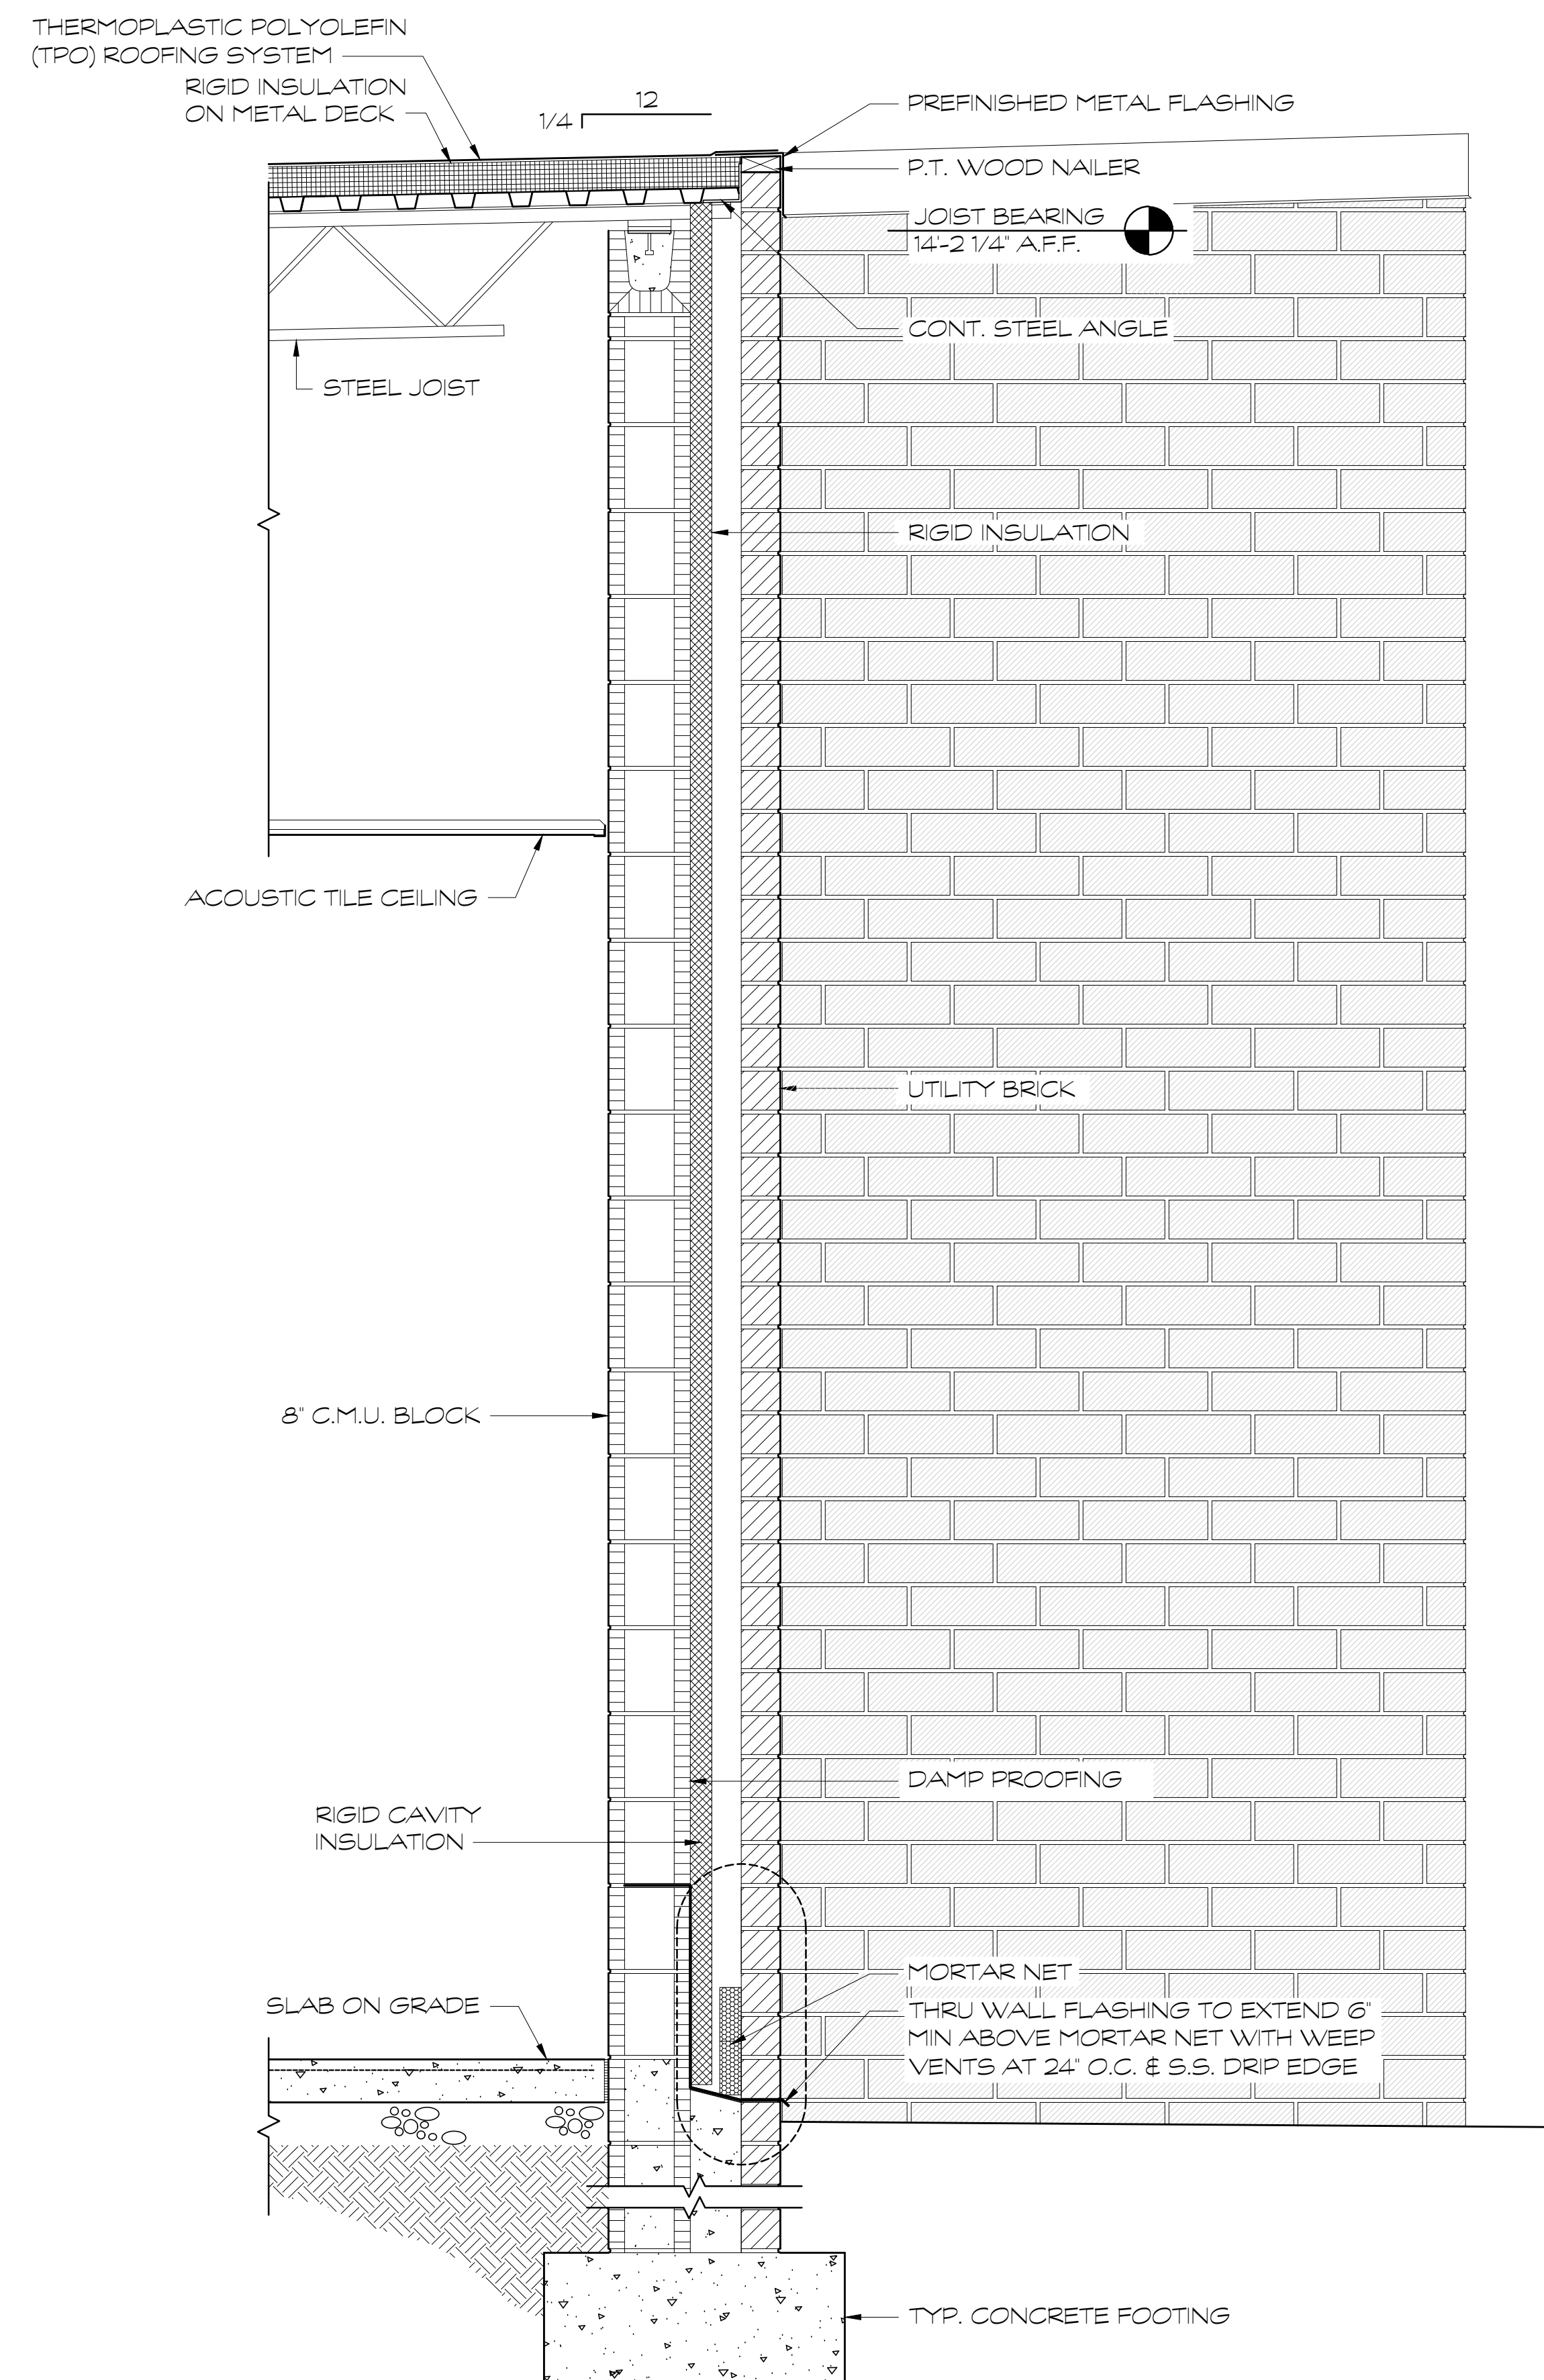 THERMOPLASTIC POLYOLEFIN
(TPO) ROOFING SYSTEM
RIGID INSULATION
ON METAL DECK
12
1/4
PREFINISHED METAL FLASHING
P.T. WOOD NAILER
JOIST BEARING
14'-2 1/4" A.F.F.
CONT. STEEL ANGLE
STEEL JOIST
RIGID INSULATION
ACOUSTIC TILE CEILING
UTILITY BRICK
8" C.M.U. BLOCK
DAMP PROOFING
RIGID CAVITY
INSULATION
MORTAR NET
SLAB ON GRADE
THRU WALL FLASHING TO EXTEND 6"
MIN ABOVE MORTAR NET WITH WEEP
VENTS AT 24" O.C. & S.S. DRIP EDGE
TYP. CONCRETE FOOTING